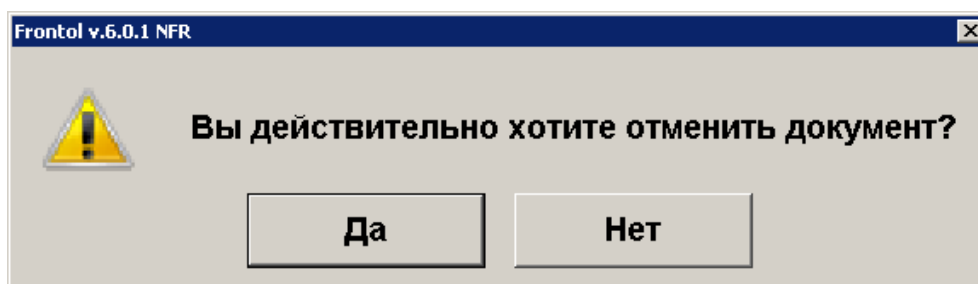 Frontol v.6.0.1 NFR
Вы действительно хотите отменить документ?
Да
Нет